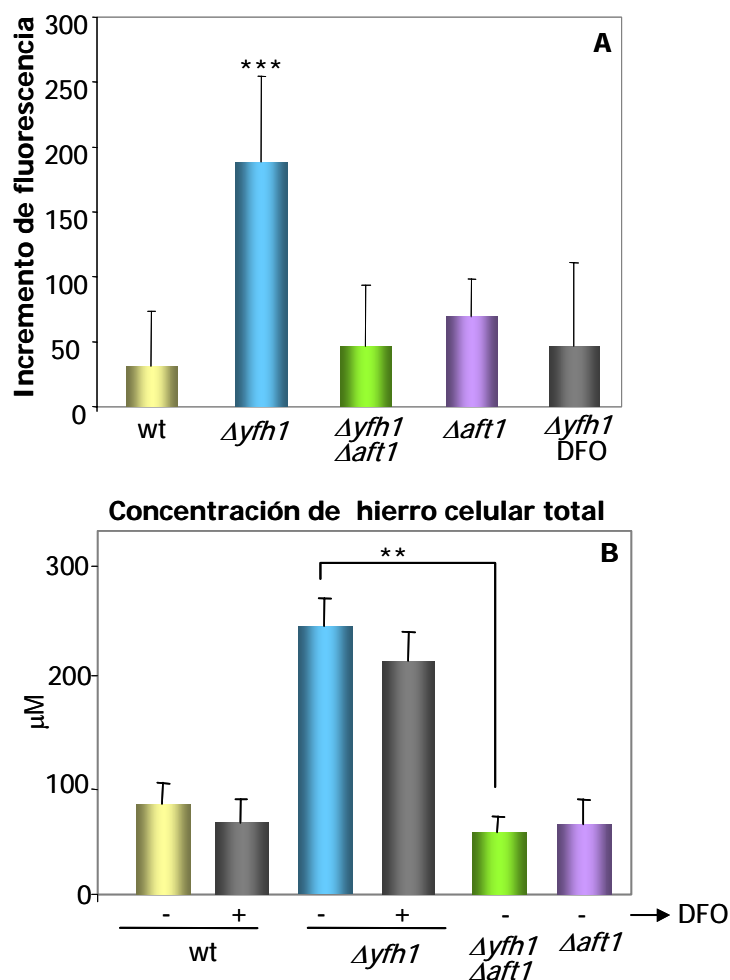 A
Incremento de fluorescencia
300
250
200
150
100
50
0
***
wt
Δyfh1
Δyfh1
Δaft1
Δaft1
Δyfh1
DFO
Concentración de hierro celular total
B
μM
300
200
100
0
**
- + - + - - DFO
wt
Δyfh1
Δyfh1
Δaft1
Δaft1